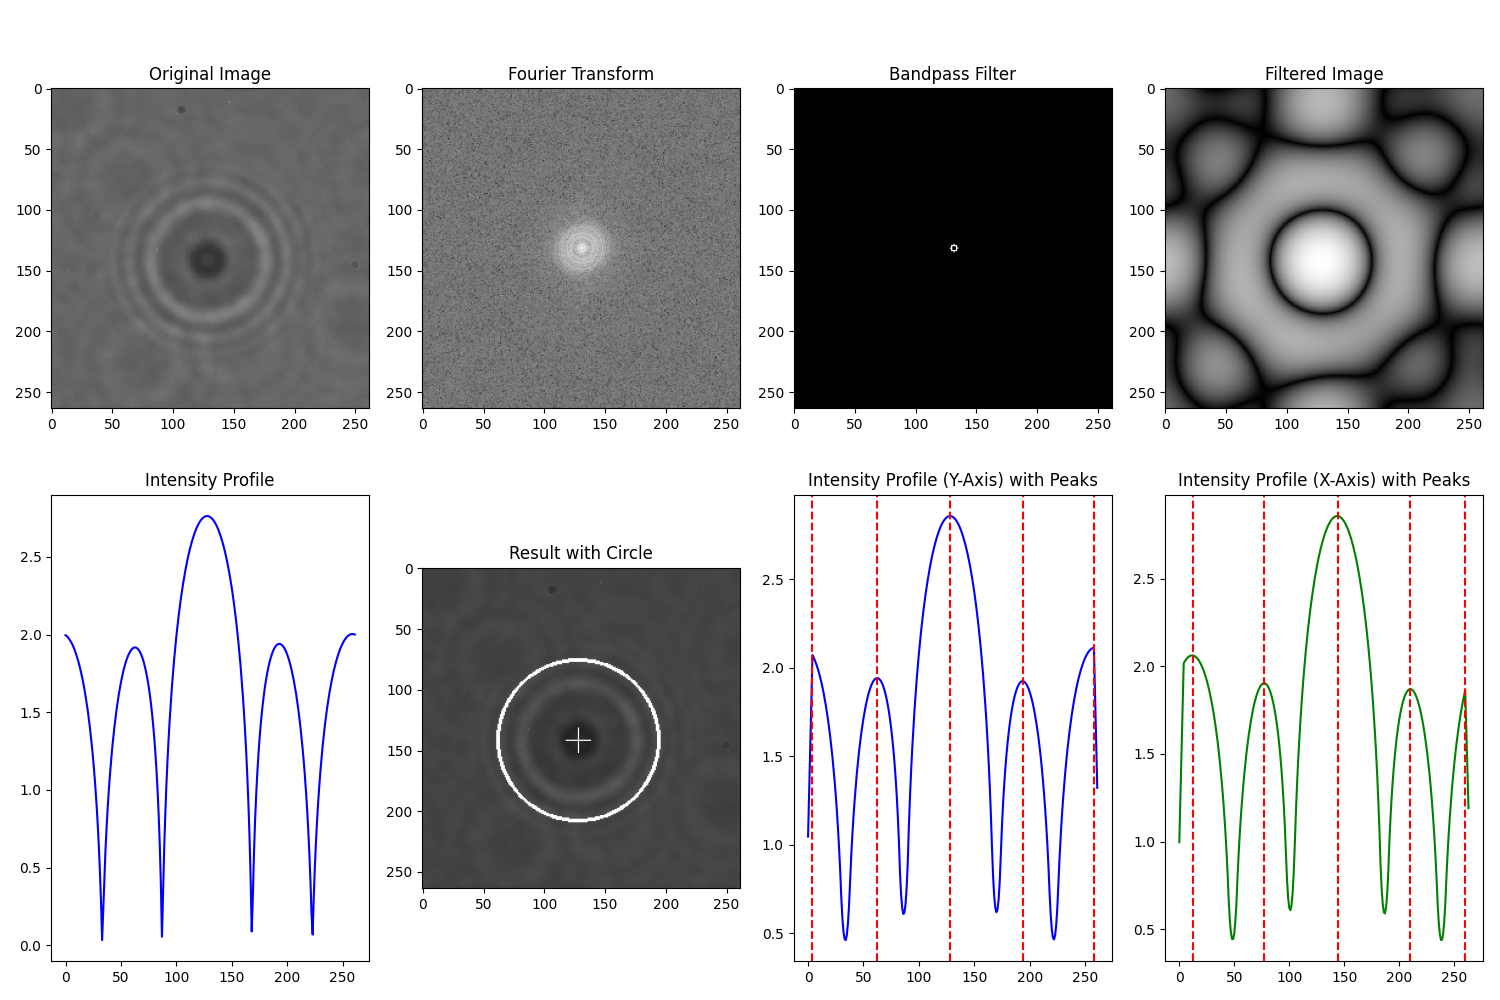 Original Image
0
50
100
150
200
250
0 50 100 150 200 250
Fourier Transform
0
50
100
150
200
250
0 50 100 150 200 250
Bandpass Filter
0
50
100
150
200
250
0 50 100 150 200 250
Filtered Image
0
50
100
150
200
250
0 50 100 150 200 250
Intensity Profile
2.5
2.0
1.5
1.0
0.5
0.0
0 50 100 150 200 250
Result with Circle
0
50
100
150
200
250
0 50 100 150 200 250
Intensity Profile (Y-Axis) with Peaks
2.5
2.0
1.5
1.0
0.5
0 50 100 150 200 250
Intensity Profile (X-Axis) with Peaks
2.5
2.0
1.5
1.0
0.5
0 50 100 150 200 250